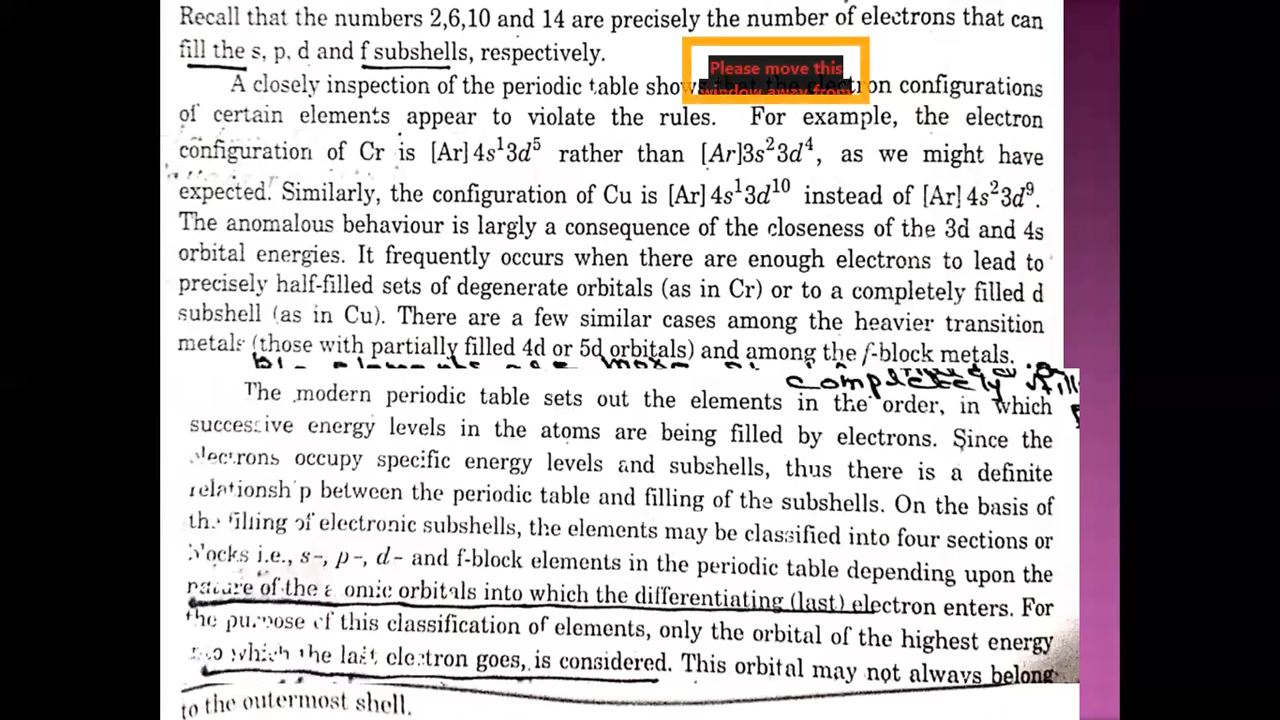 Recall that the numbers 2,6,10 and 14 are precisely the number of electrons that can
fill the s, p, d and f subshells, respectively.
Please move this
window away from
A closely inspection of the periodic table shows that the electron configurations
of certain elements appear to violate the rules. For example, the electron
configuration of Cr is [Ar] 4s¹3d⁵ rather than [Ar]3s²3d⁴, as we might have
expected. Similarly, the configuration of Cu is [Ar] 4s¹3d¹⁰ instead of [Ar] 4s²3d⁹.
The anomalous behaviour is largely a consequence of the closeness of the 3d and 4s
orbital energies. It frequently occurs when there are enough electrons to lead to
precisely half-filled sets of degenerate orbitals (as in Cr) or to a completely filled d
subshell (as in Cu). There are a few similar cases among the heavier transition
metals (those with partially filled 4d or 5d orbitals) and among the f-block metals.
completely
The modern periodic table sets out the elements in the order, in which
successive energy levels in the atoms are being filled by electrons. Since the
electrons occupy specific energy levels and subshells, thus there is a definite
relationship between the periodic table and filling of the subshells. On the basis of
the filling of electronic subshells, the elements may be classified into four sections or
blocks i.e., s-, p-, d- and f-block elements in the periodic table depending upon the
nature of the atomic orbitals into which the differentiating (last) electron enters. For
the purpose of this classification of elements, only the orbital of the highest energy
into which the last electron goes, is considered. This orbital may not always belong
to the outermost shell.